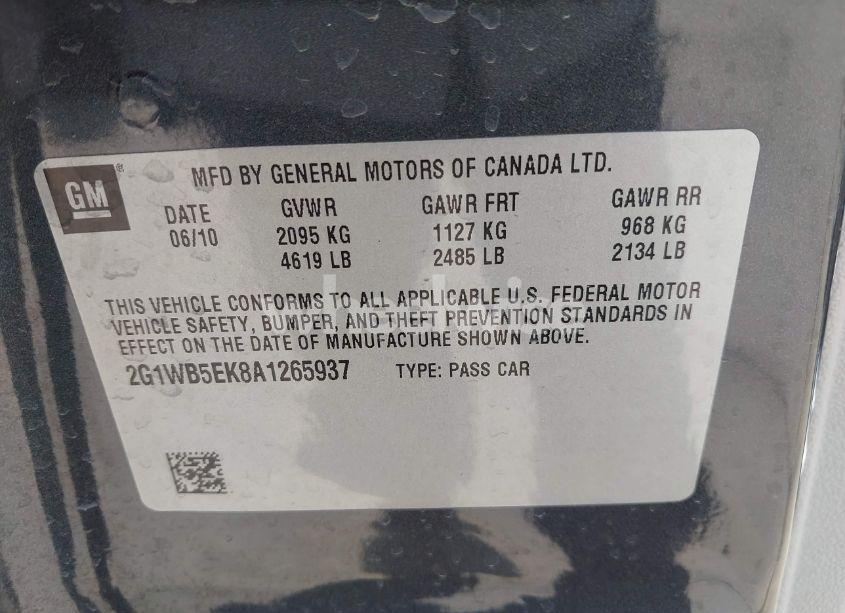 GM®
MFD BY GENERAL MOTORS OF CANADA LTD.
DATE GVWR GAWR FRT GAWR RR
06/10 2095 KG 1127 KG 968 KG
4619 LB 2485 LB 2134 LB
THIS VEHICLE CONFORMS TO ALL APPLICABLE U.S. FEDERAL MOTOR
VEHICLE SAFETY, BUMPER, AND THEFT PREVENTION STANDARDS IN
EFFECT ON THE DATE OF MANUFACTURE SHOWN ABOVE.
2G1WB5EK8A1265937 TYPE: PASS CAR